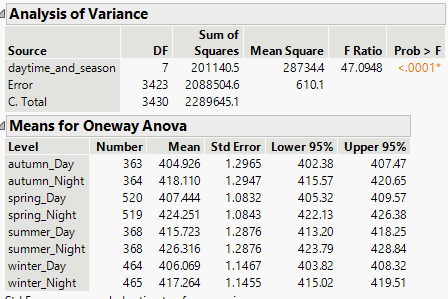 Analysis of Variance
Sum of
Source DF Squares Mean Square F Ratio Prob > F
daytime_and_season 7 201140.5 28734.4 47.0948 <.0001*
Error 3423 2088504.6 610.1
C. Total 3430 2289645.1
Means for Oneway Anova
Level Number Mean Std Error Lower 95% Upper 95%
autumn_Day 363 404.926 1.2965 402.38 407.47
autumn_Night 364 418.110 1.2947 415.57 420.65
spring_Day 520 407.444 1.0832 405.32 409.57
spring_Night 519 424.251 1.0843 422.13 426.38
summer_Day 368 415.723 1.2876 413.20 418.25
summer_Night 368 426.316 1.2876 423.79 428.84
winter_Day 464 406.069 1.1467 403.82 408.32
winter_Night 465 417.264 1.1455 415.02 419.51